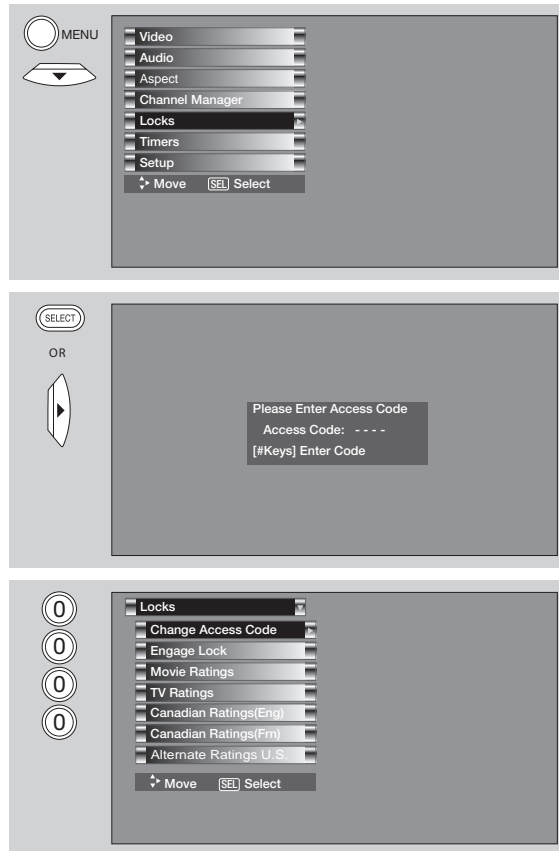 MENU
Video
Audio
Aspect
Channel Manager
Locks
Timers
Setup
Move SEL Select
SELECT
OR
Please Enter Access Code
Access Code: - - - -
[#Keys] Enter Code
0
0
0
0
Locks
Change Access Code
Engage Lock
Movie Ratings
TV Ratings
Canadian Ratings(Eng)
Canadian Ratings(Frn)
Alternate Ratings U.S.
Move SEL Select